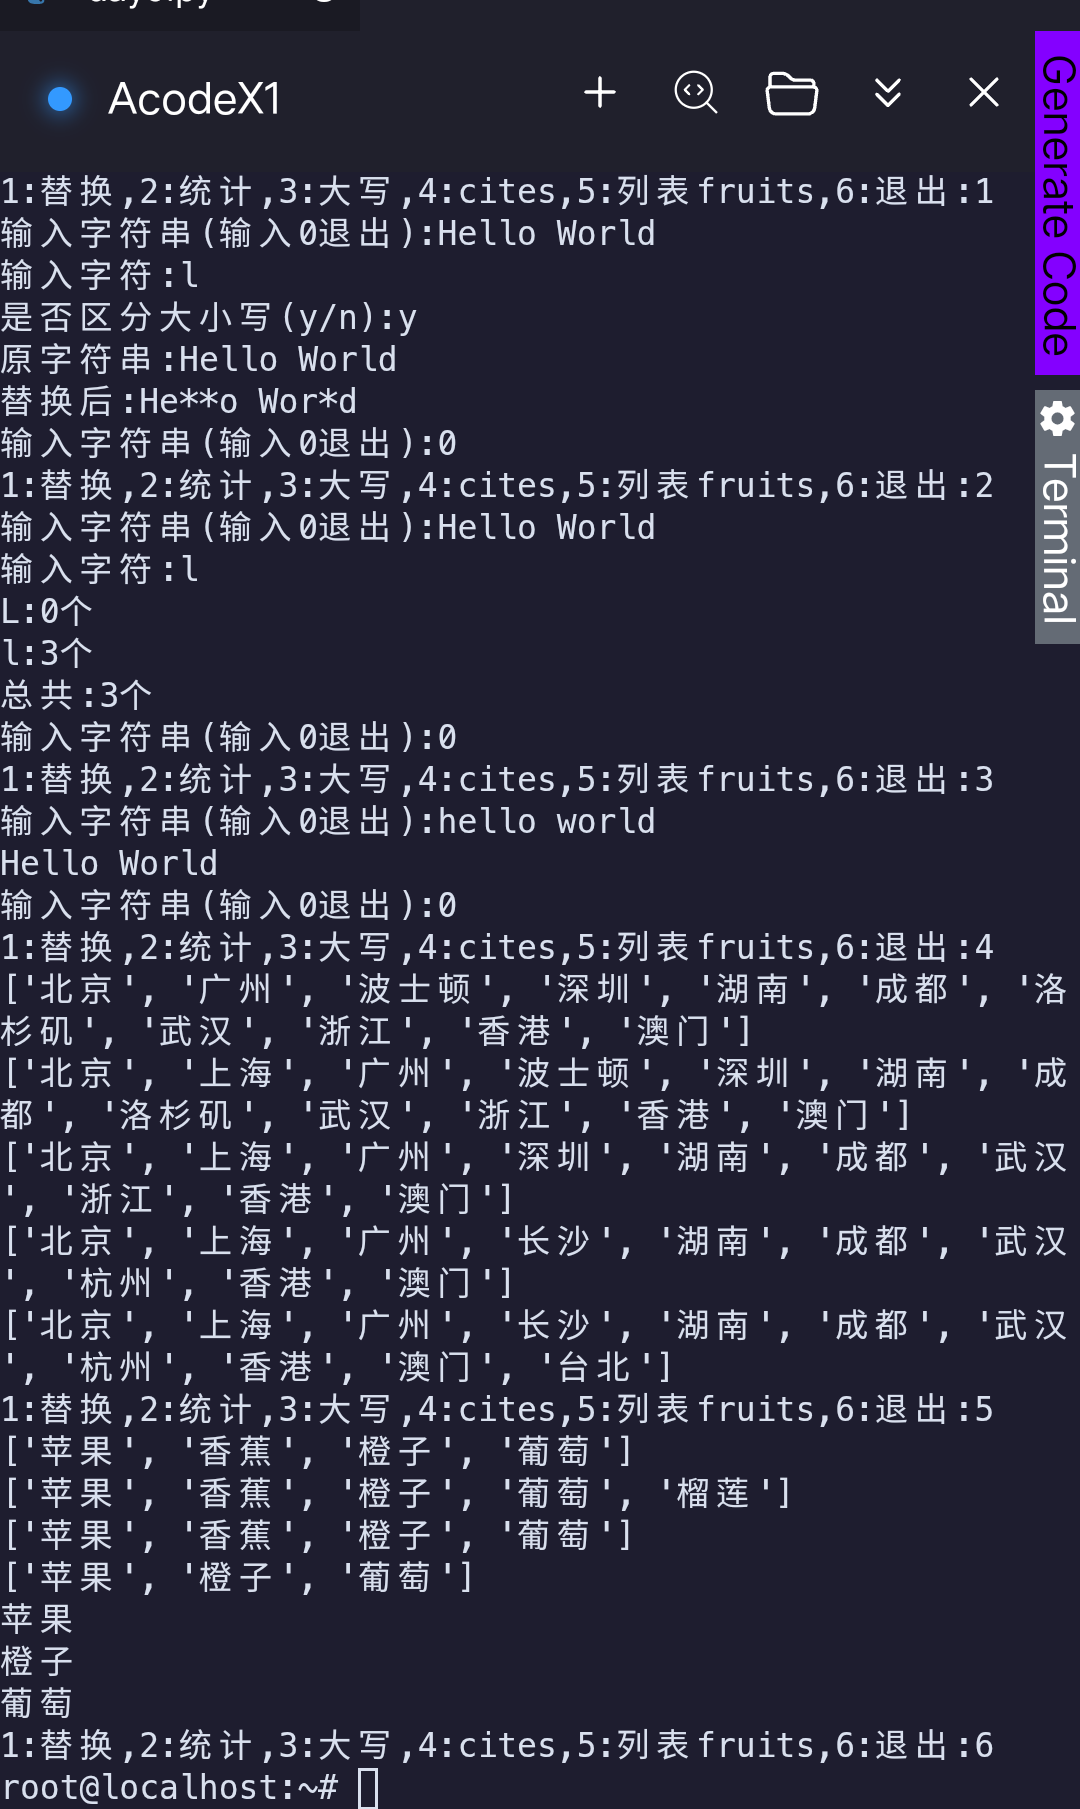 AcodeX1
Generate Code
Terminal
1:替换,2:统计,3:大写,4:cites,5:列表fruits,6:退出:1
输入字符串(输入0退出):Hello World
输入字符:l
是否区分大小写(y/n):y
原字符串:Hello World
替换后:He**o Wor*d
输入字符串(输入0退出):0
1:替换,2:统计,3:大写,4:cites,5:列表fruits,6:退出:2
输入字符串(输入0退出):Hello World
输入字符:l
L:0个
l:3个
总共:3个
输入字符串(输入0退出):0
1:替换,2:统计,3:大写,4:cites,5:列表fruits,6:退出:3
输入字符串(输入0退出):hello world
Hello World
输入字符串(输入0退出):0
1:替换,2:统计,3:大写,4:cites,5:列表fruits,6:退出:4
['北京', '广州', '波士顿', '深圳', '湖南', '成都', '洛
杉矶', '武汉', '浙江', '香港', '澳门']
['北京', '上海', '广州', '波士顿', '深圳', '湖南', '成
都', '洛杉矶', '武汉', '浙江', '香港', '澳门']
['北京', '上海', '广州', '深圳', '湖南', '成都', '武汉
', '浙江', '香港', '澳门']
['北京', '上海', '广州', '长沙', '湖南', '成都', '武汉
', '杭州', '香港', '澳门']
['北京', '上海', '广州', '长沙', '湖南', '成都', '武汉
', '杭州', '香港', '澳门', '台北']
1:替换,2:统计,3:大写,4:cites,5:列表fruits,6:退出:5
['苹果', '香蕉', '橙子', '葡萄']
['苹果', '香蕉', '橙子', '葡萄', '榴莲']
['苹果', '香蕉', '橙子', '葡萄']
['苹果', '橙子', '葡萄']
苹果
橙子
葡萄
1:替换,2:统计,3:大写,4:cites,5:列表fruits,6:退出:6
root@localhost:~#